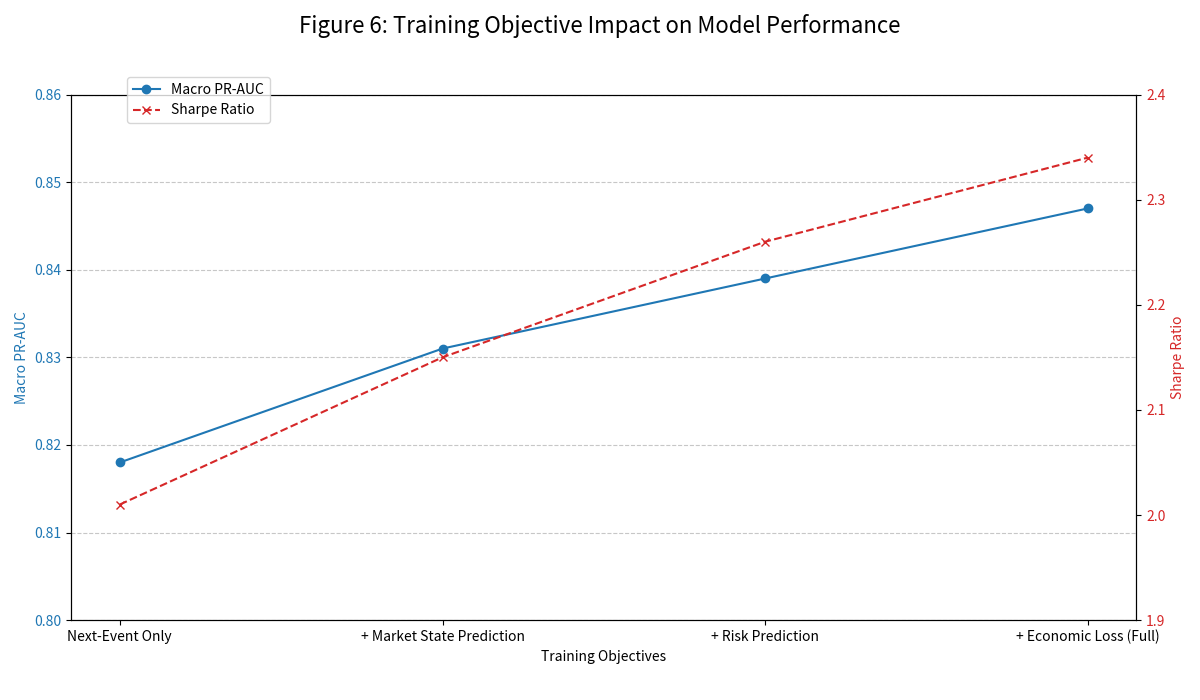 Figure 6: Training Objective Impact on Model Performance
Macro PR-AUC
Sharpe Ratio
0.86
0.85
0.84
0.83
0.82
0.81
0.80
Macro PR-AUC
2.4
2.3
2.2
2.1
2.0
1.9
Sharpe Ratio
Next-Event Only
+ Market State Prediction
+ Risk Prediction
+ Economic Loss (Full)
Training Objectives